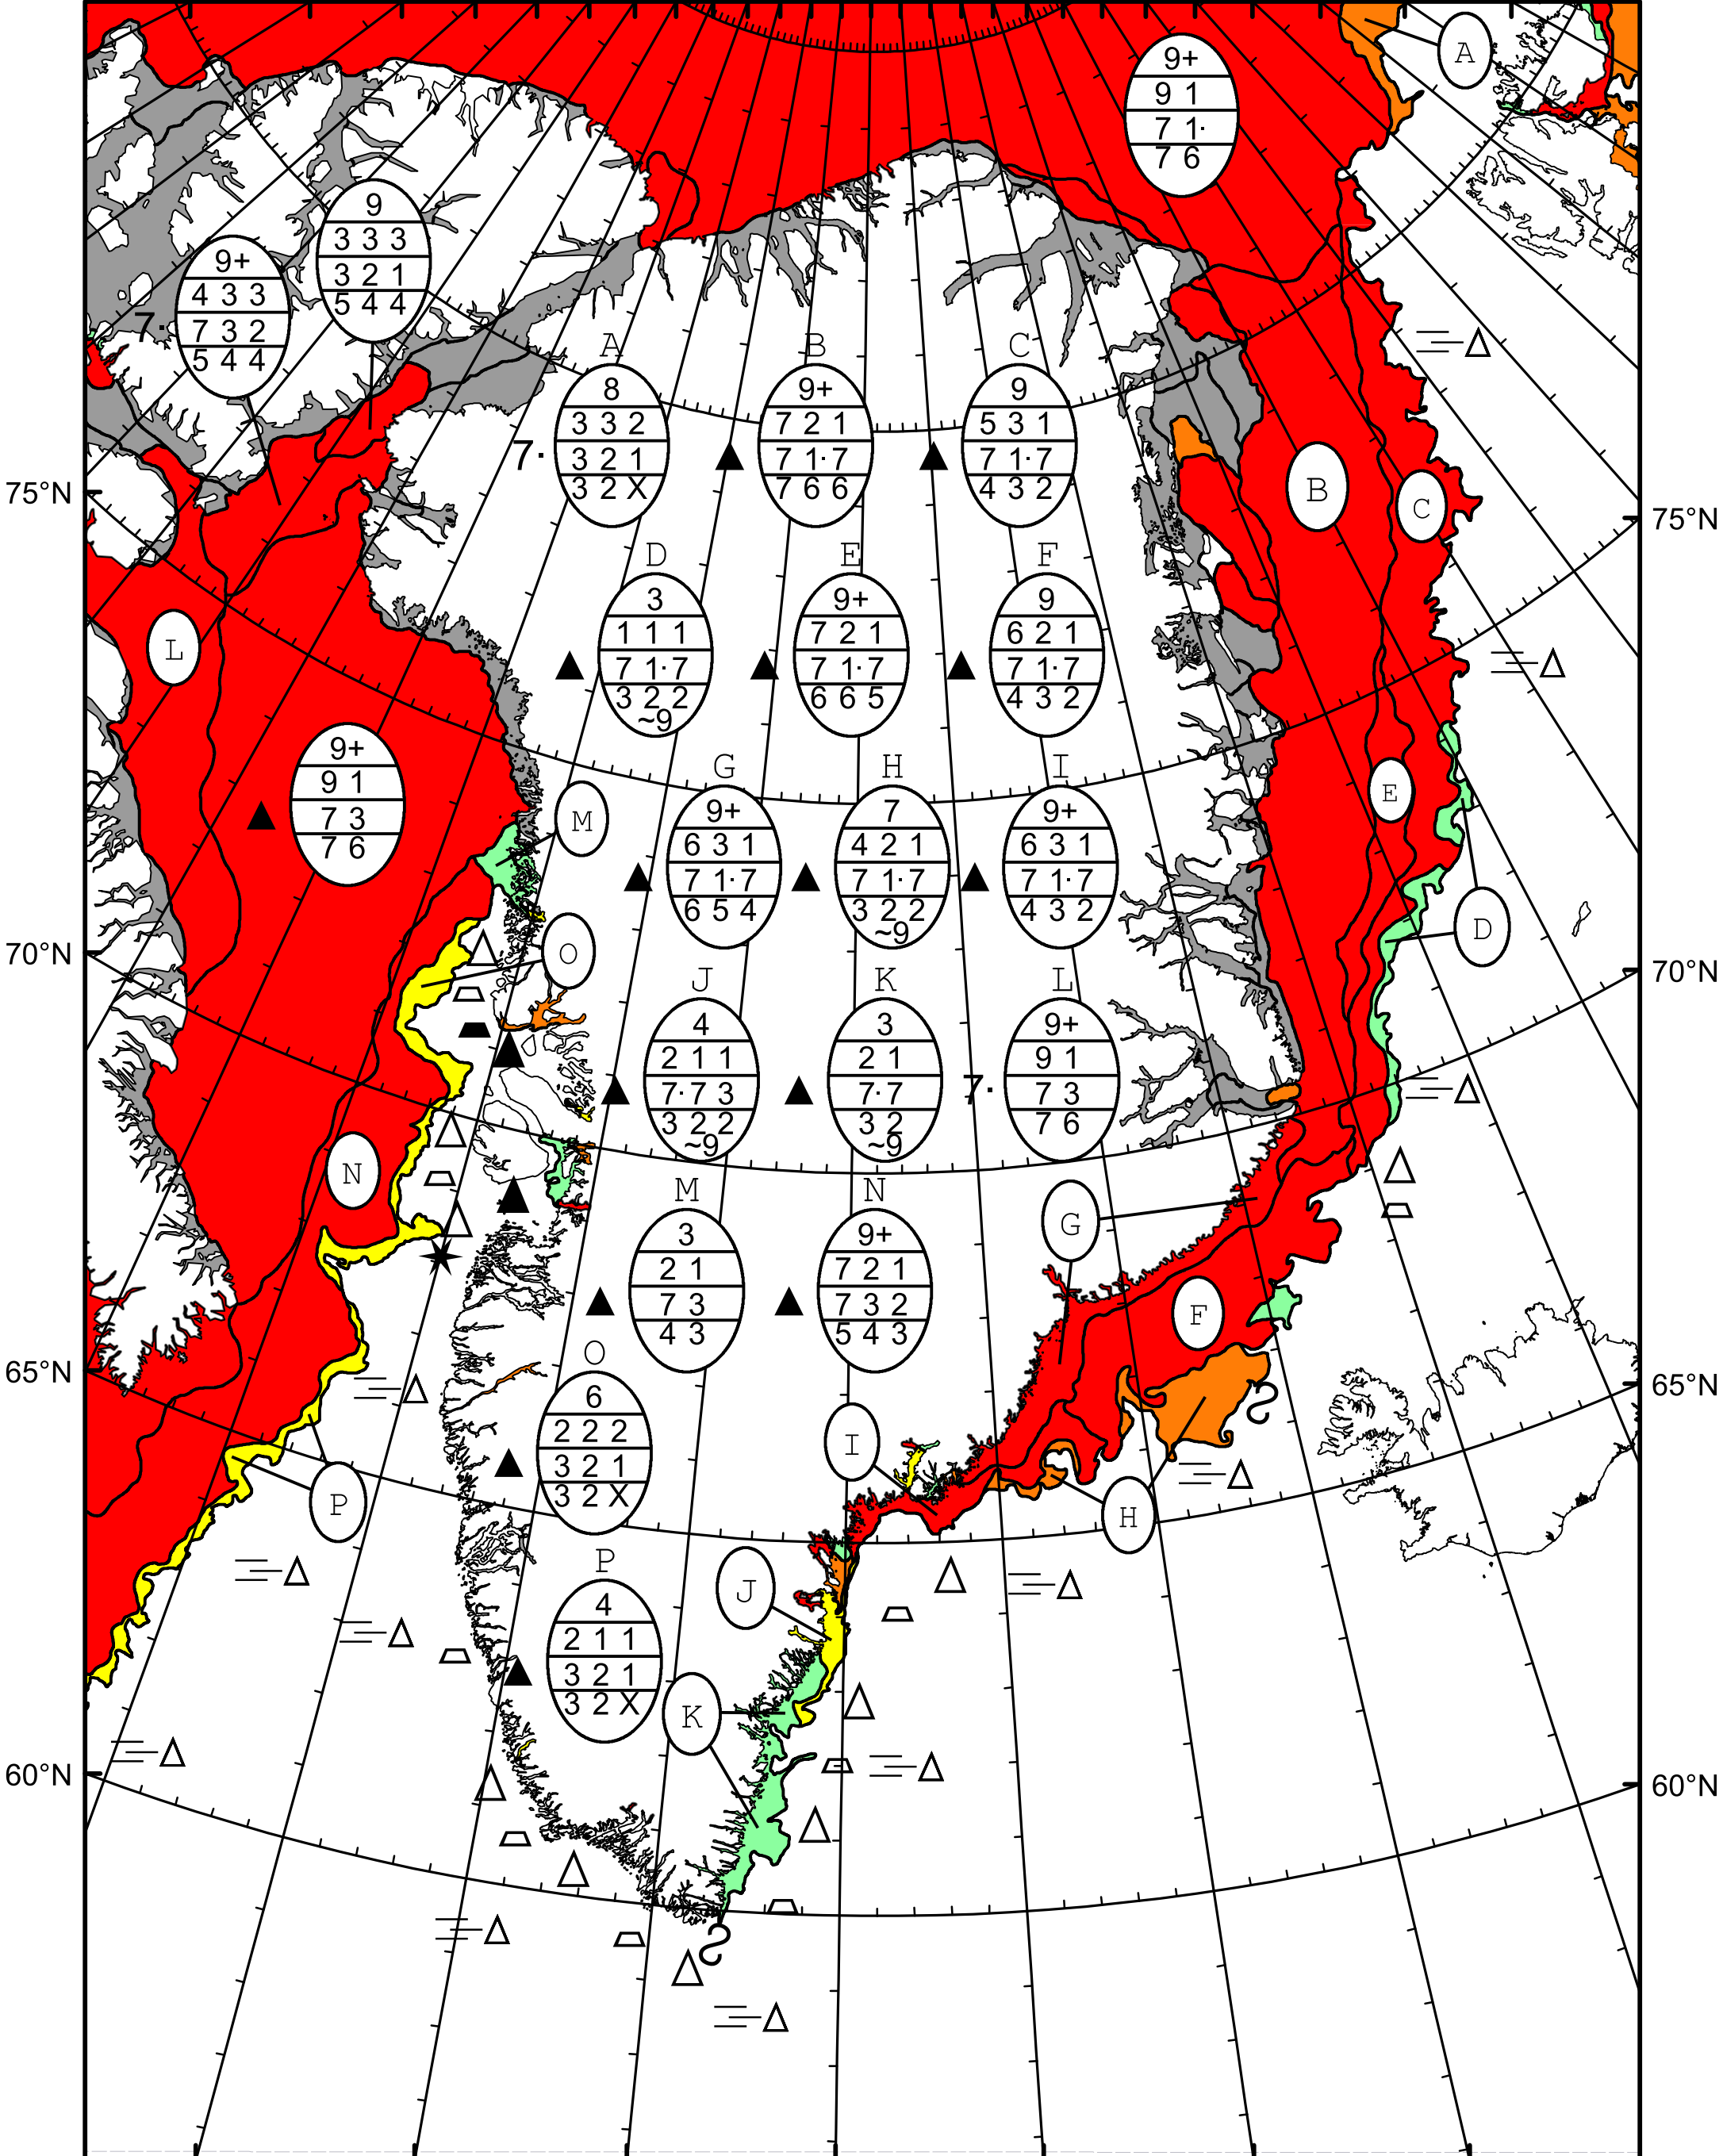 A
9+
9 1
7 1·
7 6
9
3 3 3
3 2 1
5 4 4
9+
4 3 3
7· 7 3 2
5 4 4
A B C
8 9+ 9
3 3 2 7 2 1 5 3 1
7· 3 2 1 7 1·7 7 1·7
3 2 X 7 6 6 4 3 2
75°N B C 75°N
D E F
3 9+ 9
1 1 1 7 2 1 6 2 1
7 1·7 7 1·7 7 1·7
3 2 2 6 6 5 4 3 2
~9
L
9+
9 1
7 3
7 6
E
M
G H I
9+ 7 9+
6 3 1 4 2 1 6 3 1
7 1·7 7 1·7 7 1·7
6 5 4 3 2 2 4 3 2
~9
O D
70°N 70°N
J K L
4 3 9+
2 1 1 2 1 9 1
7·7 3 7·7 7· 7 3
3 2 2 3 2 7 6
~9 ~9
N
G
M N
3 9+
2 1 7 2 1
7 3 7 3 2
4 3 5 4 3
F
65°N 65°N
O
6
2 2 2
3 2 1
3 2 X
I
P H
P
4
2 1 1
3 2 1
3 2 X
J
K
60°N 60°N